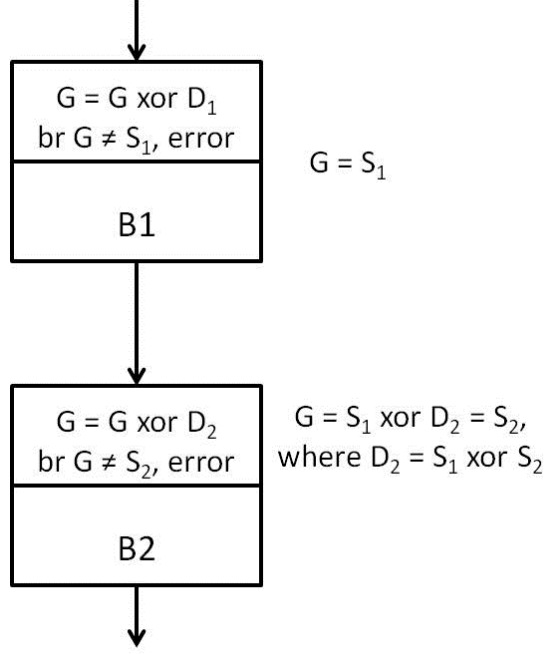 G = G xor D₁
br G ≠ S₁, error
G = S₁
B1
G = G xor D₂
br G ≠ S₂, error
G = S₁ xor D₂ = S₂,
where D₂ = S₁ xor S₂
B2